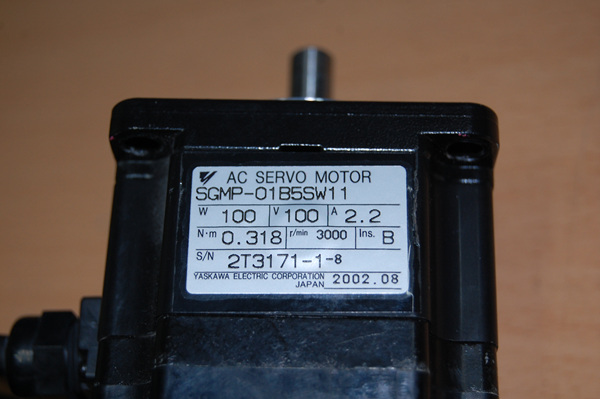 AC SERVO MOTOR
SGMP-01B5SW11
W 100 V 100 A 2.2
N·m 0.318 r/min 3000 Ins. B
S/N 2T3171-1-8
YASKAWA ELECTRIC CORPORATION
JAPAN 2002.08